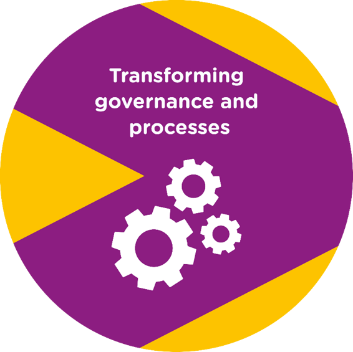 Transforming
governance and
processes